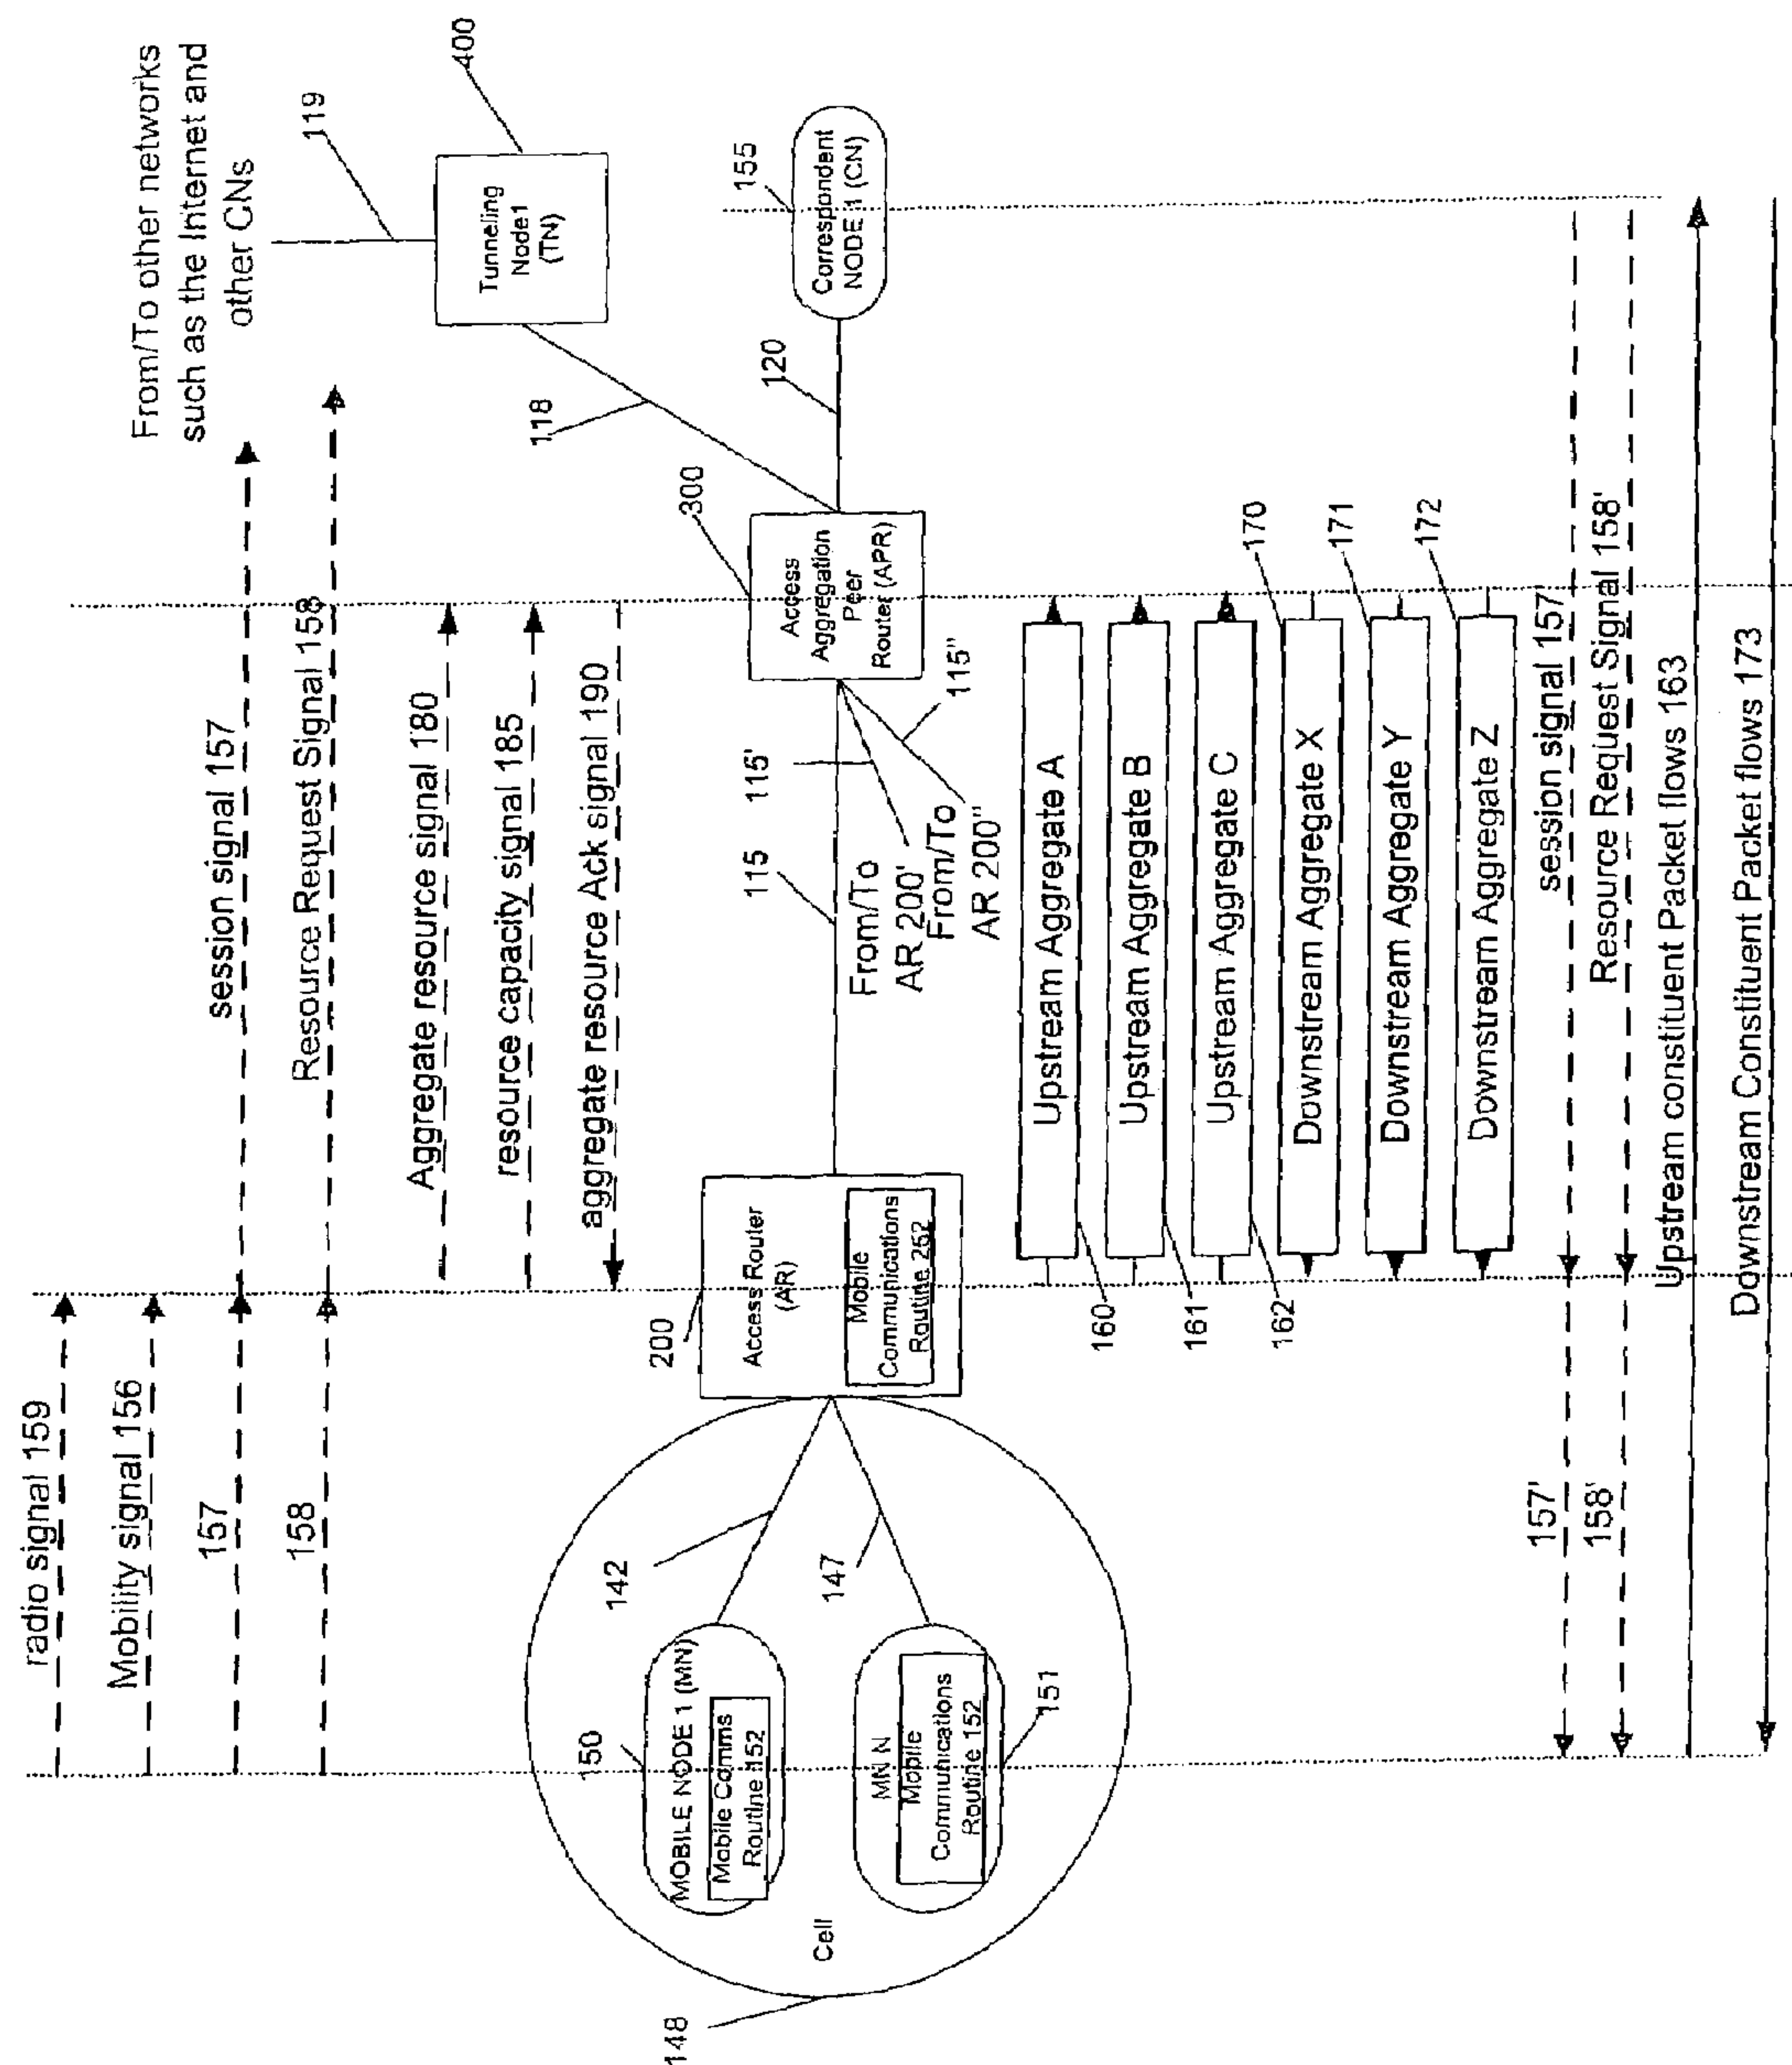 From/To other networks
such as the Internet and
other CNs
119
400
Tunneling
Node1
(TN)
118
155
Correspondent
NODE 1 (CN)
120
300
Access
Aggregation
Peer
Router (APR)
session signal 157
Resource Request Signal 158
Aggregate resource signal 180
resource capacity signal 185
aggregate resource Ack signal 190
115
115'
115"
From/To
AR 200'
From/To
AR 200"
radio signal 159
Mobility signal 156
157
158
200
Access Router
(AR)
Mobile
Communications
Routine 252
142
147
150
MOBILE NODE 1 (MN)
Mobile Comms
Routine 152
MN N
Mobile
Communications
Routine 152
151
Cell
148
Upstream Aggregate A
160
Upstream Aggregate B
161
Upstream Aggregate C
162
Downstream Aggregate X
170
Downstream Aggregate Y
171
Downstream Aggregate Z
172
session signal 157'
Resource Request Signal 158'
157'
158'
Upstream constituent Packet flows 163
Downstream Constituent Packet flows 173